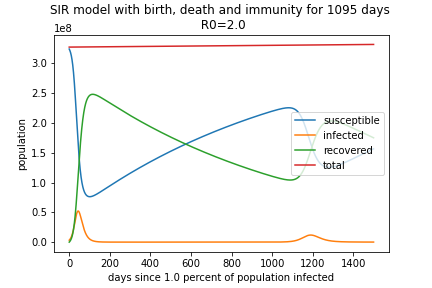 SIR model with birth, death and immunity for 1095 days
R0=2.0
1e8
3.0
2.5
2.0
1.5
1.0
0.5
0.0
population
susceptible
infected
recovered
total
0 200 400 600 800 1000 1200 1400
days since 1.0 percent of population infected